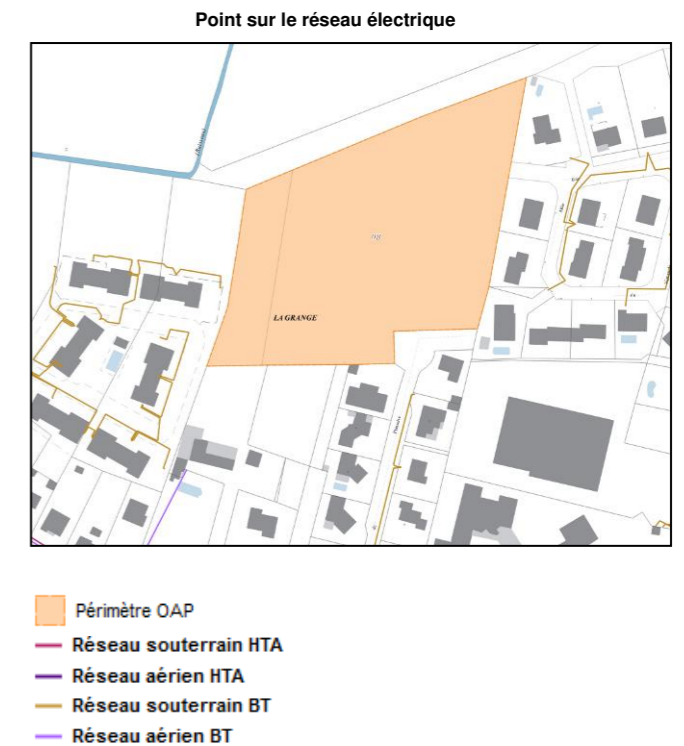 Point sur le réseau électrique
LA GRANGE
Périmètre OAP
Réseau souterrain HTA
Réseau aérien HTA
Réseau souterrain BT
Réseau aérien BT